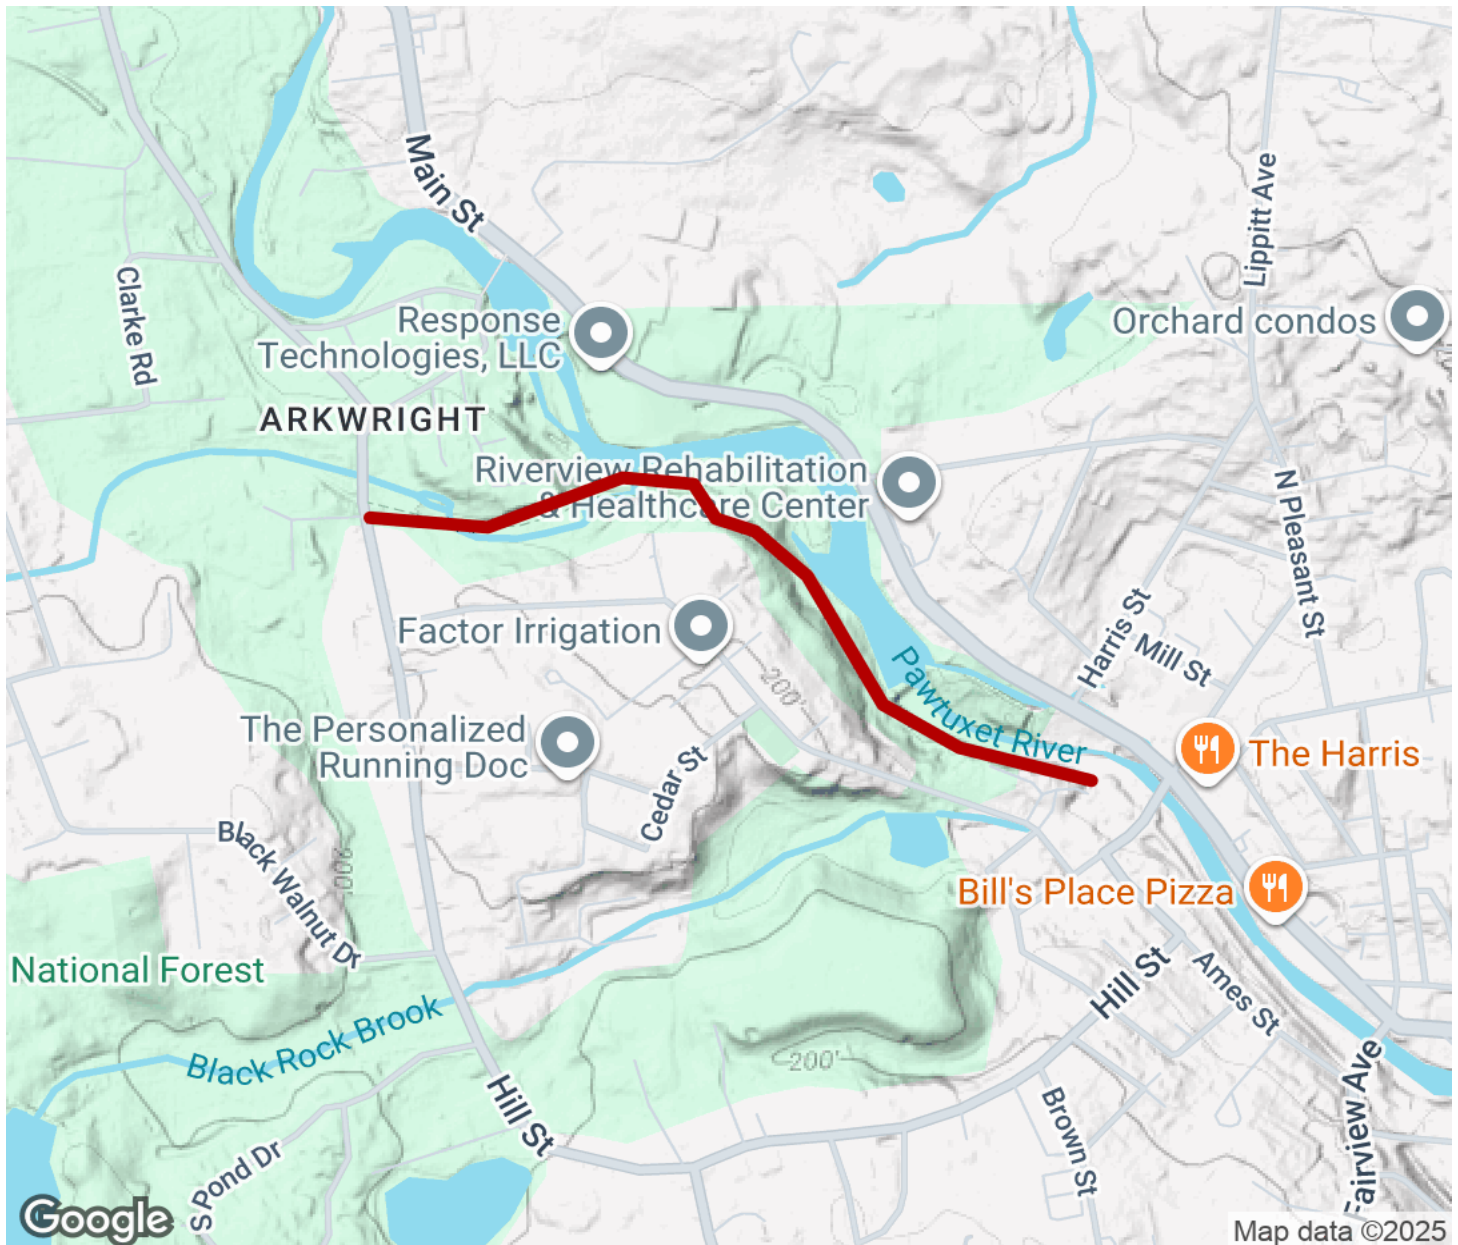 Main St
Lippitt Ave
Clarke Rd
Response
Technologies, LLC
Orchard condos
ARKWRIGHT
Riverview Rehabilitation
& Healthcare Center
N Pleasant St
Harris St
Mill St
Factor Irrigation
200'
Pawtuxet River
The Personalized
Running Doc
Cedar St
The Harris
Black Walnut Dr
200'
Bill's Place Pizza
National Forest
Hill St
Ames St
Black Rock Brook
200'
Hill St
Brown St
Fairview Ave
S Pond Dr
Google
Map data ©2025